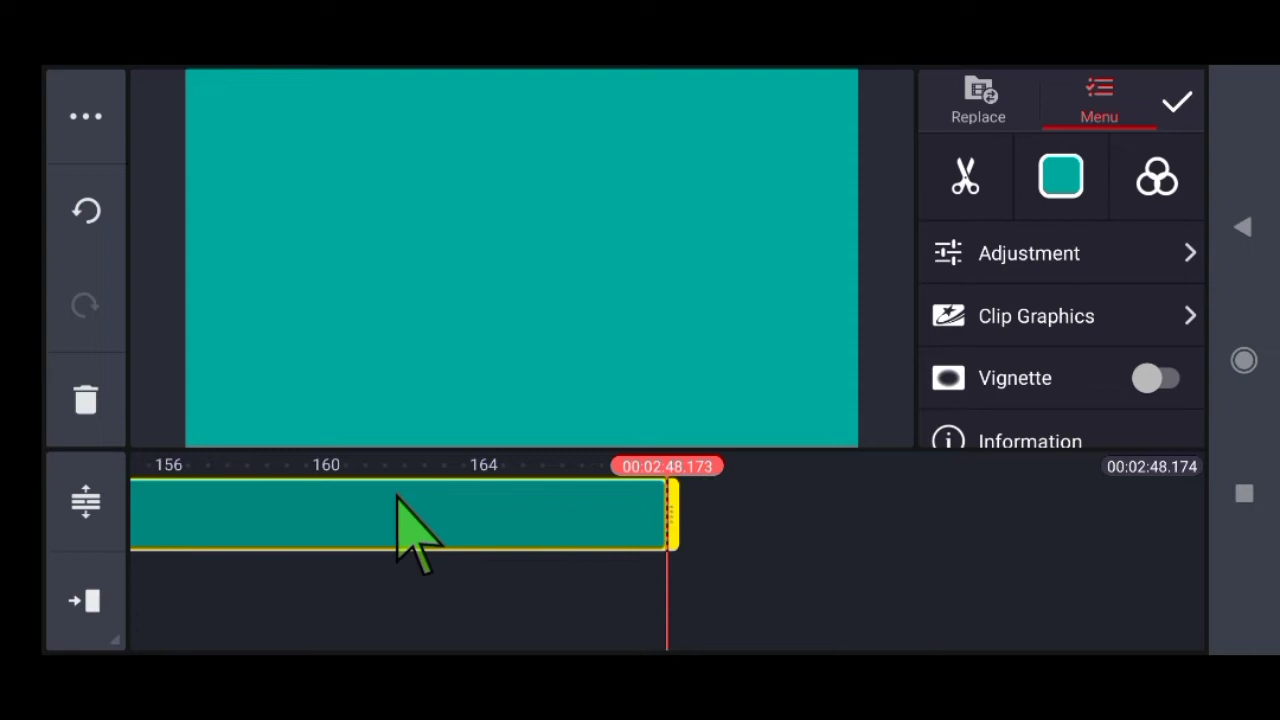 Replace
Menu
Adjustment
Clip Graphics
Vignette
Information
156
160
164
00:02:48.173
00:02:48.174